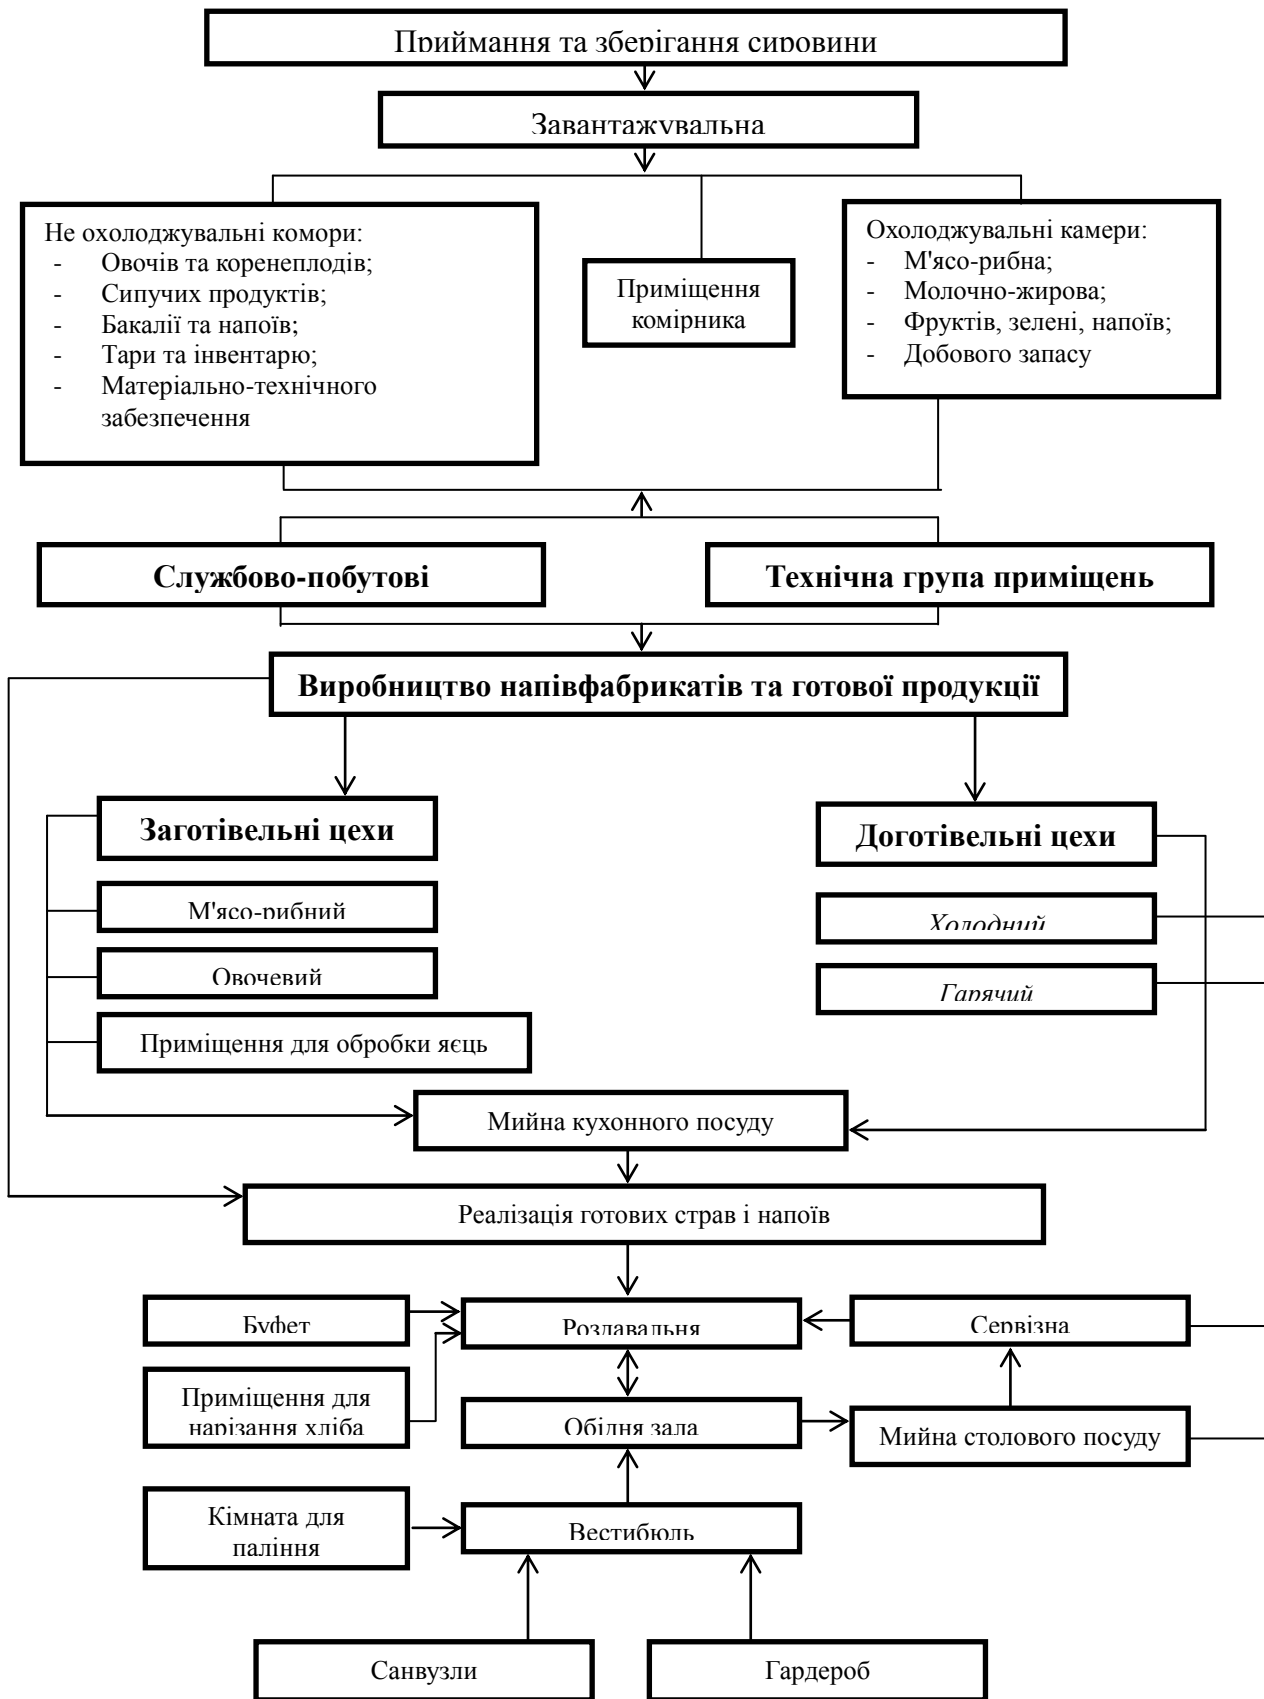 Приймання та зберігання сировини
Завантажувальна
Не охолоджувальні комори:
- Овочів та коренеплодів;
- Сипучих продуктів;
- Бакалії та напоїв;
- Тари та інвентарю;
- Матеріально-технічного
забезпечення
Приміщення
комірника
Охолоджувальні камери:
- М'ясо-рибна;
- Молочно-жирова;
- Фруктів, зелені, напоїв;
- Добового запасу
Службово-побутові
Технічна група приміщень
Виробництво напівфабрикатів та готової продукції
Заготівельні цехи
М'ясо-рибний
Овочевий
Приміщення для обробки яєць
Доготівельні цехи
Холодний
Гарячий
Мийна кухонного посуду
Реалізація готових страв і напоїв
Буфет
Роздавальня
Сервізна
Приміщення для
нарізання хліба
Обідня зала
Мийна столового посуду
Кімната для
паління
Вестибюль
Санвузли
Гардероб